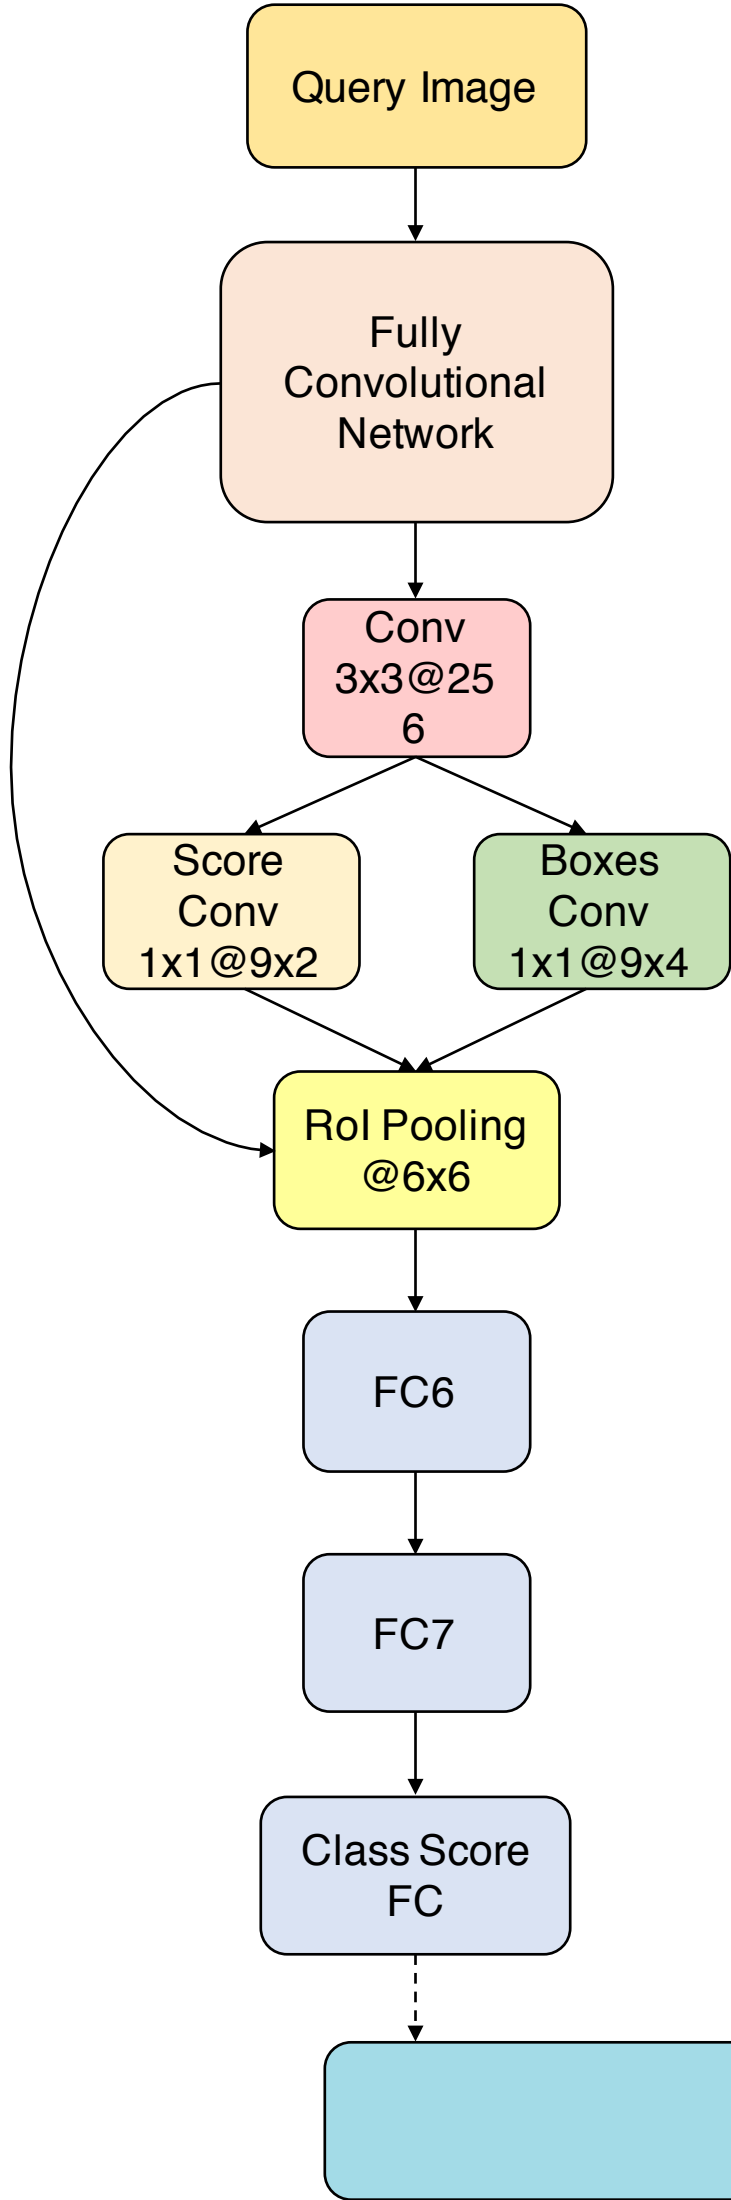 Query Image
Fully
Convolutional
Network
Conv
3x3@25
6
Score
Conv
1x1@9x2
Boxes
Conv
1x1@9x4
RoI Pooling
@6x6
FC6
FC7
Class Score
FC